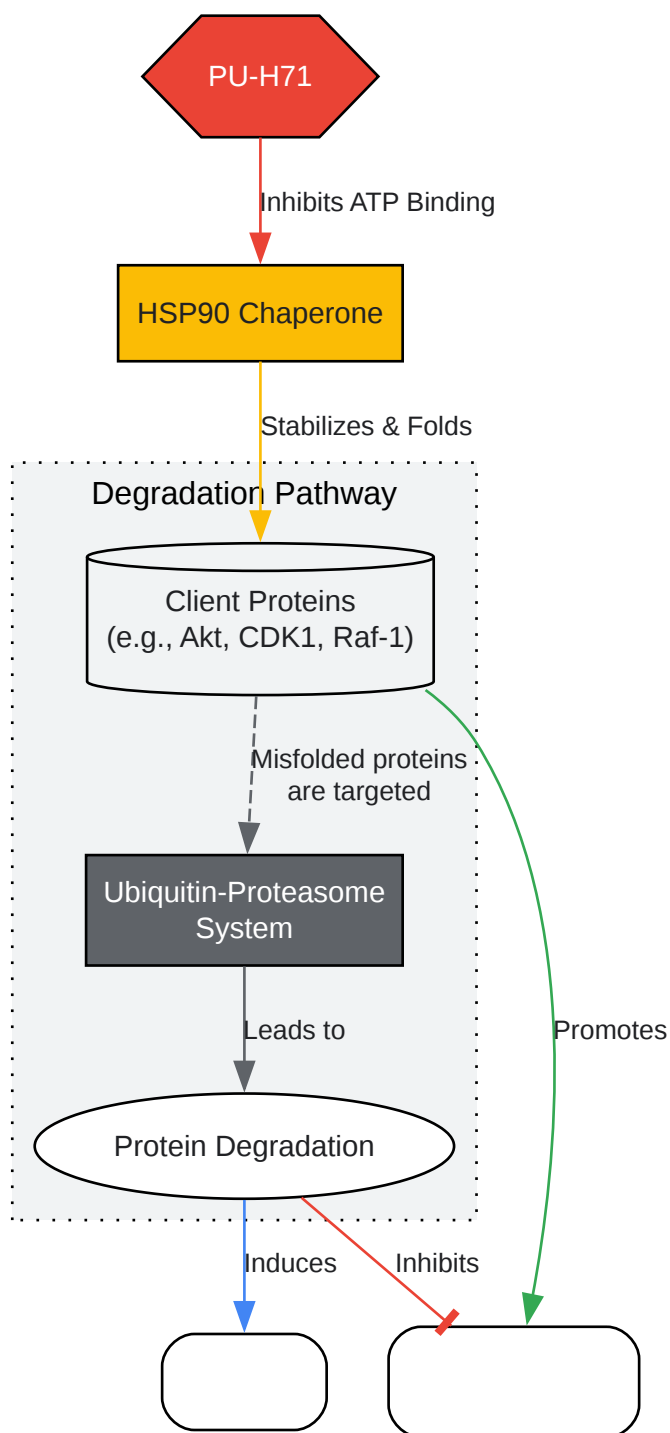 PU-H71
Inhibits ATP Binding
HSP90 Chaperone
Stabilizes & Folds
Degradation Pathway
Client Proteins
(e.g., Akt, CDK1, Raf-1)
Misfolded proteins
are targeted
Ubiquitin-Proteasome
System
Leads to
Promotes
Protein Degradation
Induces
Inhibits